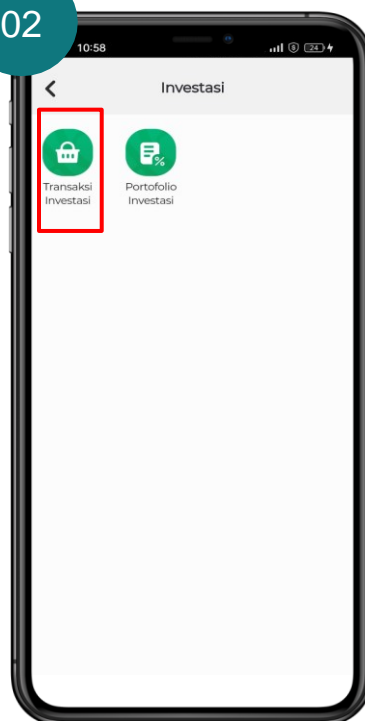 02
10:58
24
Investasi
Transaksi
Investasi
Portofolio
Investasi